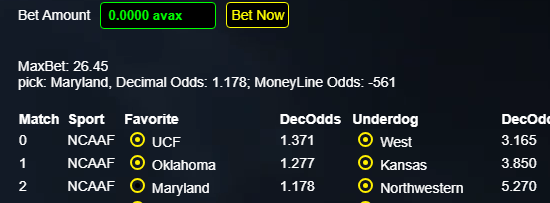 Bet Amount 0.0000 avax Bet Now
MaxBet: 26.45
pick: Maryland, Decimal Odds: 1.178; MoneyLine Odds: -561
Match Sport Favorite DecOdds Underdog DecOdd
0 NCAAF UCF 1.371 West 3.165
1 NCAAF Oklahoma 1.277 Kansas 3.850
2 NCAAF Maryland 1.178 Northwestern 5.270